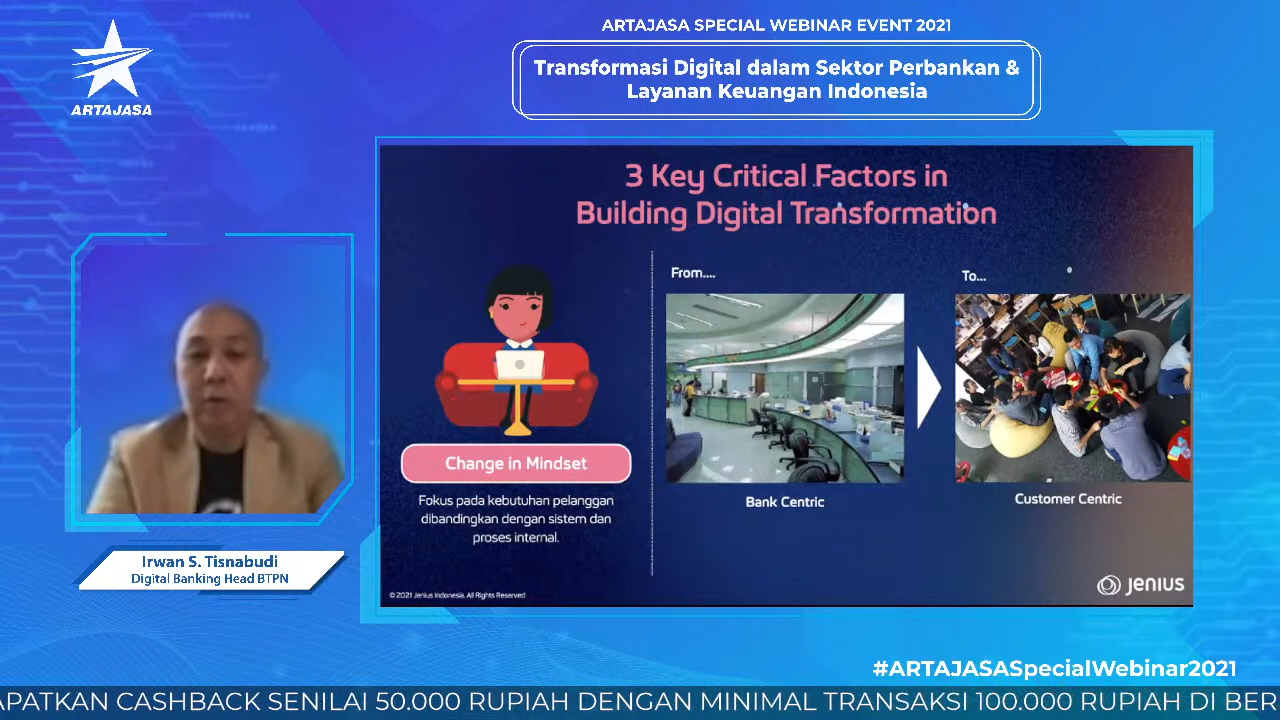 ARTAJASA SPECIAL WEBINAR EVENT 2021
Transformasi Digital dalam Sektor Perbankan &
Layanan Keuangan Indonesia
ARTAJASA
3 Key Critical Factors in
Building Digital Transformation
From....
To...
Change in Mindset
Fokus pada kebutuhan pelanggan
dibandingkan dengan sistem dan
proses internal.
Bank Centric
Customer Centric
© 2021 Jenius Indonesia. All Rights Reserved
jenius
Irwan S. Tisnabudi
Digital Banking Head BTPN
#ARTAJASASpecialWebinar2021
APATKAN CASHBACK SENILAI 50.000 RUPIAH DENGAN MINIMAL TRANSAKSI 100.000 RUPIAH DI BER